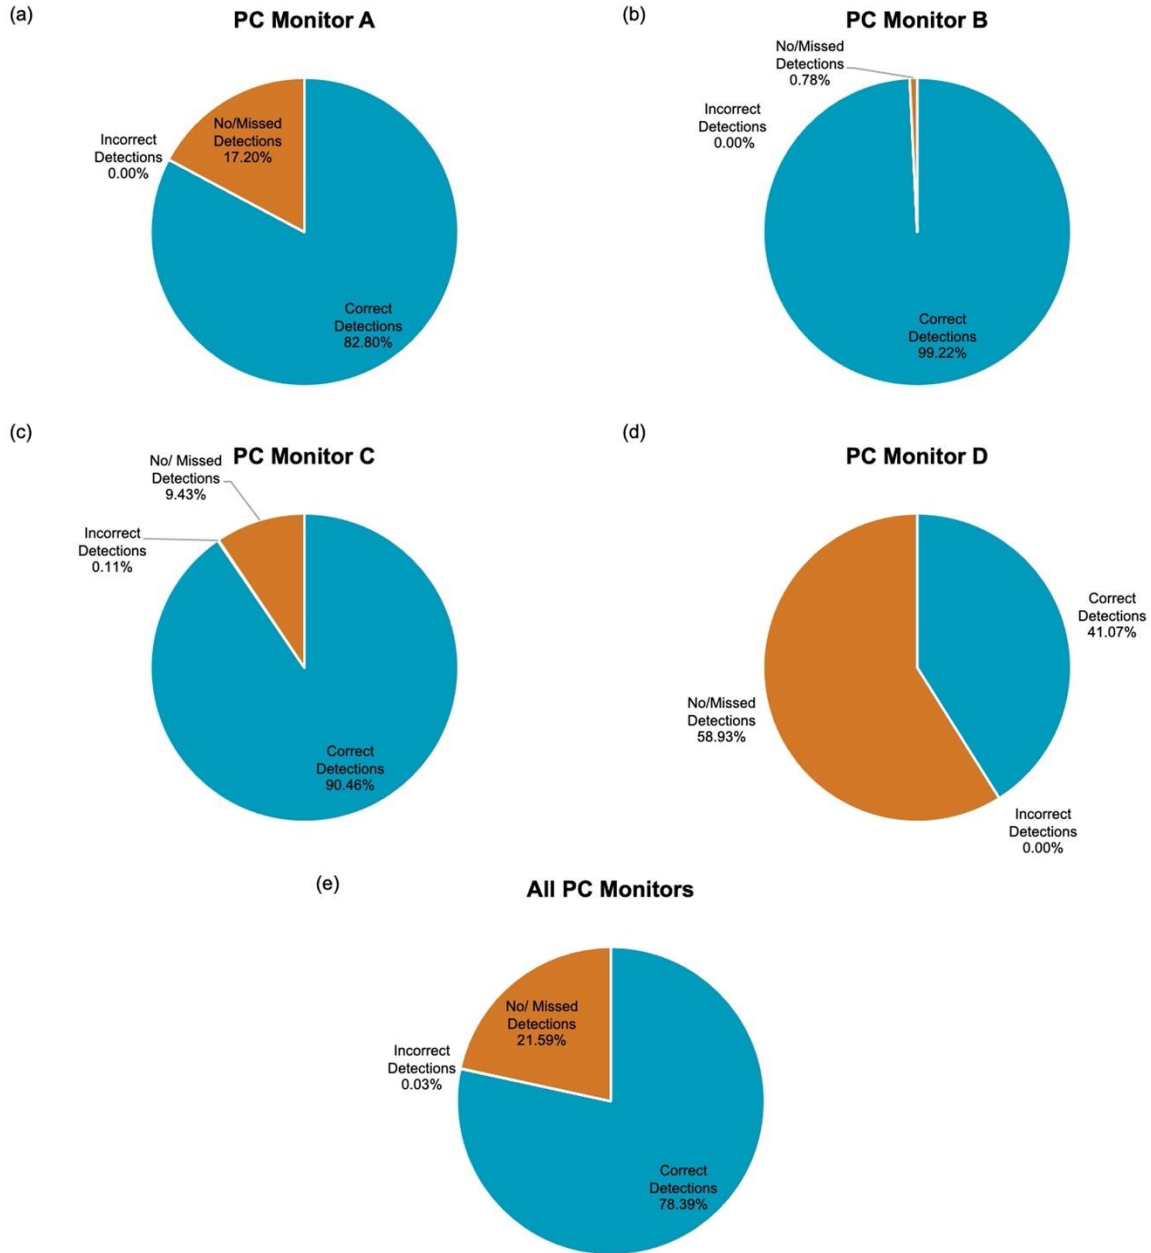 (a)
PC Monitor A
No/Missed
Detections
17.20%
Incorrect
Detections
0.00%
Correct
Detections
82.80%
(b)
PC Monitor B
No/Missed
Detections
0.78%
Incorrect
Detections
0.00%
Correct
Detections
99.22%
(c)
PC Monitor C
No/ Missed
Detections
9.43%
Incorrect
Detections
0.11%
Correct
Detections
90.46%
(d)
PC Monitor D
Correct
Detections
41.07%
No/Missed
Detections
58.93%
Incorrect
Detections
0.00%
(e)
All PC Monitors
No/ Missed
Detections
21.59%
Incorrect
Detections
0.03%
Correct
Detections
78.39%